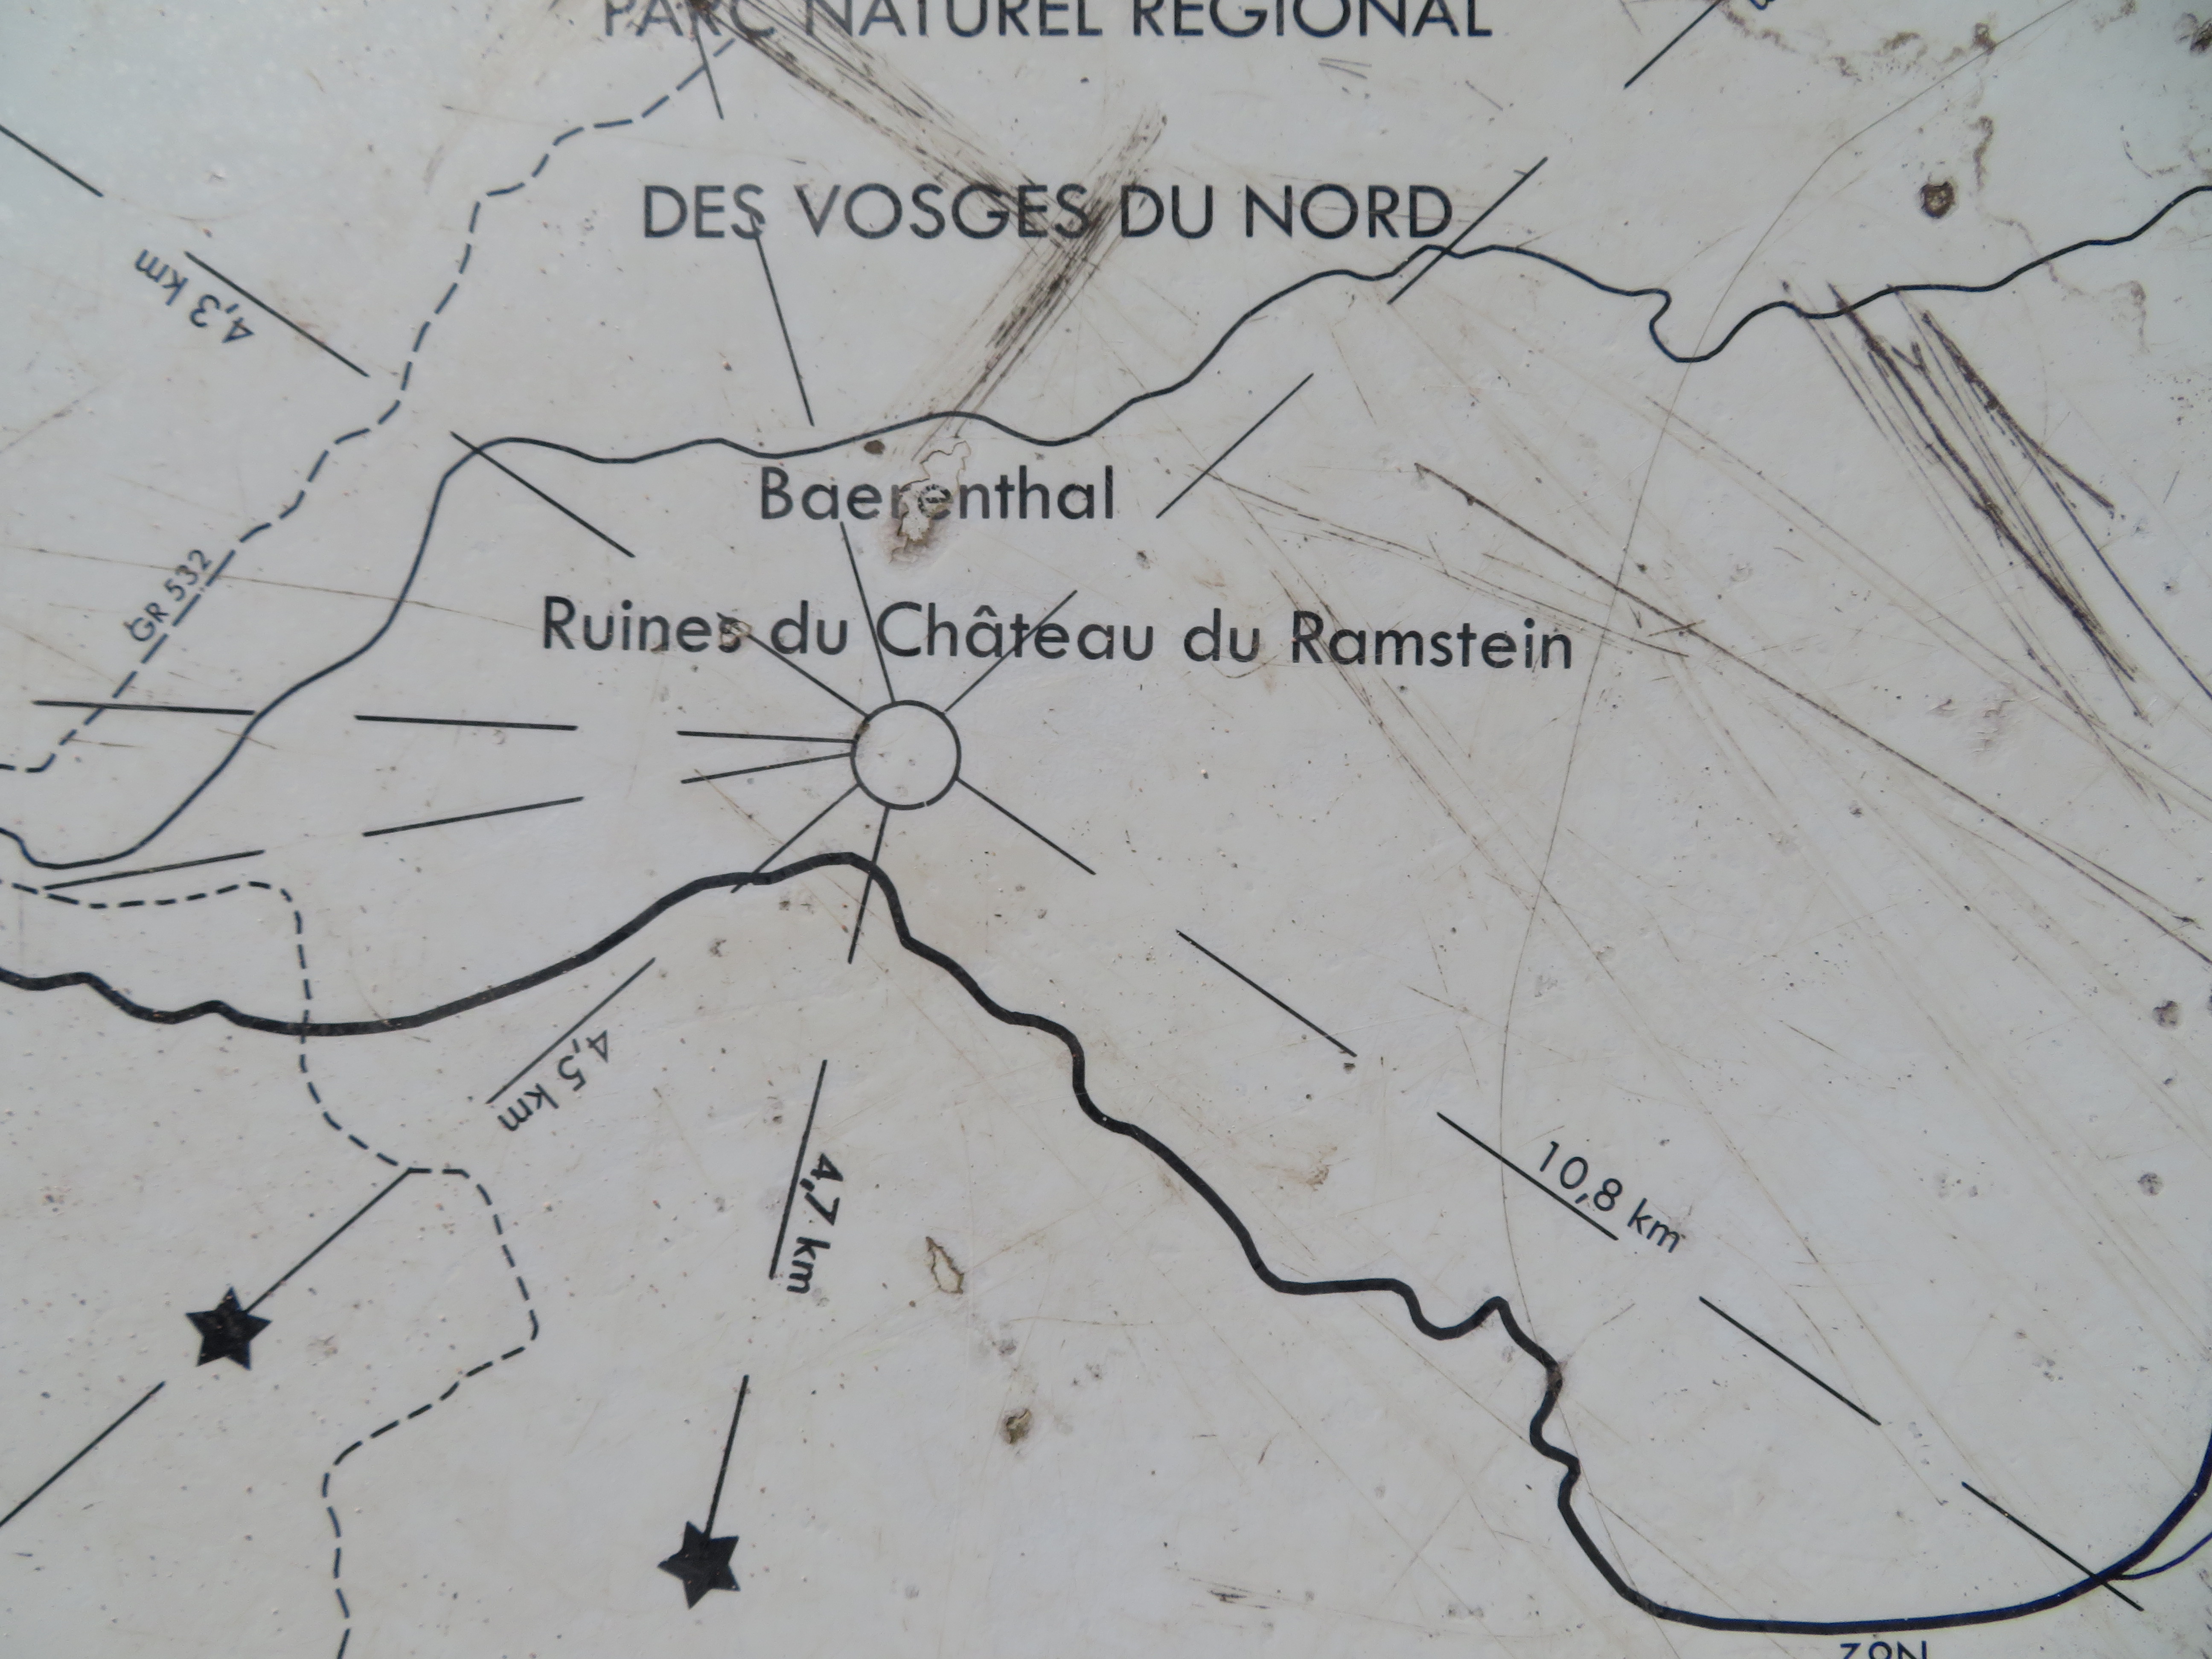 PARC NATUREL REGIONAL
DES VOSGES DU NORD
4,3 km
Baerenthal
GR 532
Ruines du Château du Ramstein
4,5 km
4,7 km
10,8 km